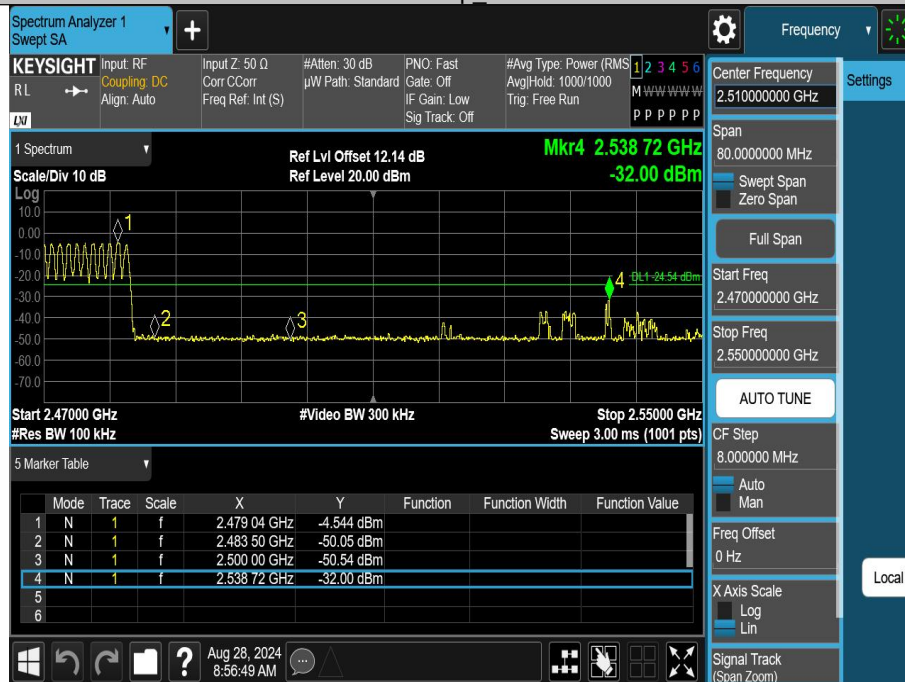 Spectrum Analyzer 1
Swept SA
+
Frequency
KEYSIGHT
RL
LXI
Input: RF
Coupling: DC
Align: Auto
Input Z: 50 Ω
Corr CCorr
Freq Ref: Int (S)
#Atten: 30 dB
µW Path: Standard
PNO: Fast
Gate: Off
IF Gain: Low
Sig Track: Off
#Avg Type: Power (RMS
Avg|Hold: 1000/1000
Trig: Free Run
1 2 3 4 5 6
M W W W W W
P P P P P P
1 Spectrum
Scale/Div 10 dB
Ref Lvl Offset 12.14 dB
Ref Level 20.00 dBm
Mkr4 2.538 72 GHz
-32.00 dBm
Log
10.0
0.00
-10.0
-20.0
-30.0
-40.0
-50.0
-60.0
-70.0
1
2
3
4
DL1 -24.54 dBm
Start 2.47000 GHz
#Video BW 300 kHz
Stop 2.55000 GHz
#Res BW 100 kHz
Sweep 3.00 ms (1001 pts)
5 Marker Table
Mode Trace Scale X Y Function Function Width Function Value
1 N 1 f 2.479 04 GHz -4.544 dBm
2 N 1 f 2.483 50 GHz -50.05 dBm
3 N 1 f 2.500 00 GHz -50.54 dBm
4 N 1 f 2.538 72 GHz -32.00 dBm
5
6
?
Aug 28, 2024
8:56:49 AM
Center Frequency
2.510000000 GHz
Settings
Span
80.0000000 MHz
Swept Span
Zero Span
Full Span
Start Freq
2.470000000 GHz
Stop Freq
2.550000000 GHz
AUTO TUNE
CF Step
8.000000 MHz
Auto
Man
Freq Offset
0 Hz
Local
X Axis Scale
Log
Lin
Signal Track
(Span Zoom)